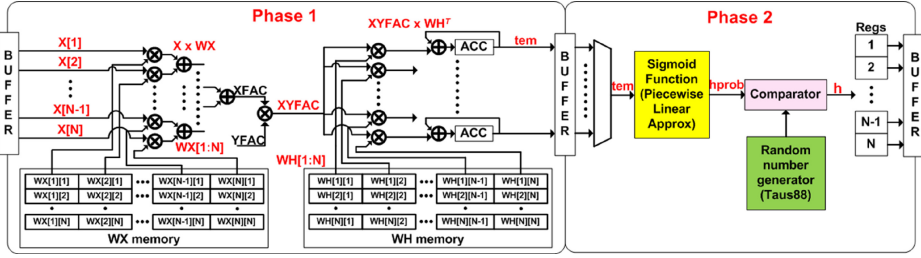 Phase 1
Phase 2
BUFFER
X[1]
X[2]
X[N-1]
X[N]
X x WX
WX[1:N]
XFAC
YFAC
XYFAC
XYFAC x WHᵀ
ACC
ACC
tem
WH[1:N]
BUFFER
tem
Sigmoid
Function
(Piecewise
Linear
Approx)
hprob
Comparator
h
Random
number
generator
(Taus88)
Regs
1
2
N-1
N
BUFFER
WX[1][1] WX[2][1] WX[N-1][1] WX[N][1]
WX[1][2] WX[2][2] WX[N-1][2] WX[N][2]
WX[1][N] WX[2][N] WX[N-1][N] WX[N][N]
WX memory
WH[1][1] WH[1][2] WH[1][N-1] WH[1][N]
WH[2][1] WH[2][2] WH[2][N-1] WH[2][N]
WH[N][1] WH[N][2] WH[N][N-1] WH[N][N]
WH memory